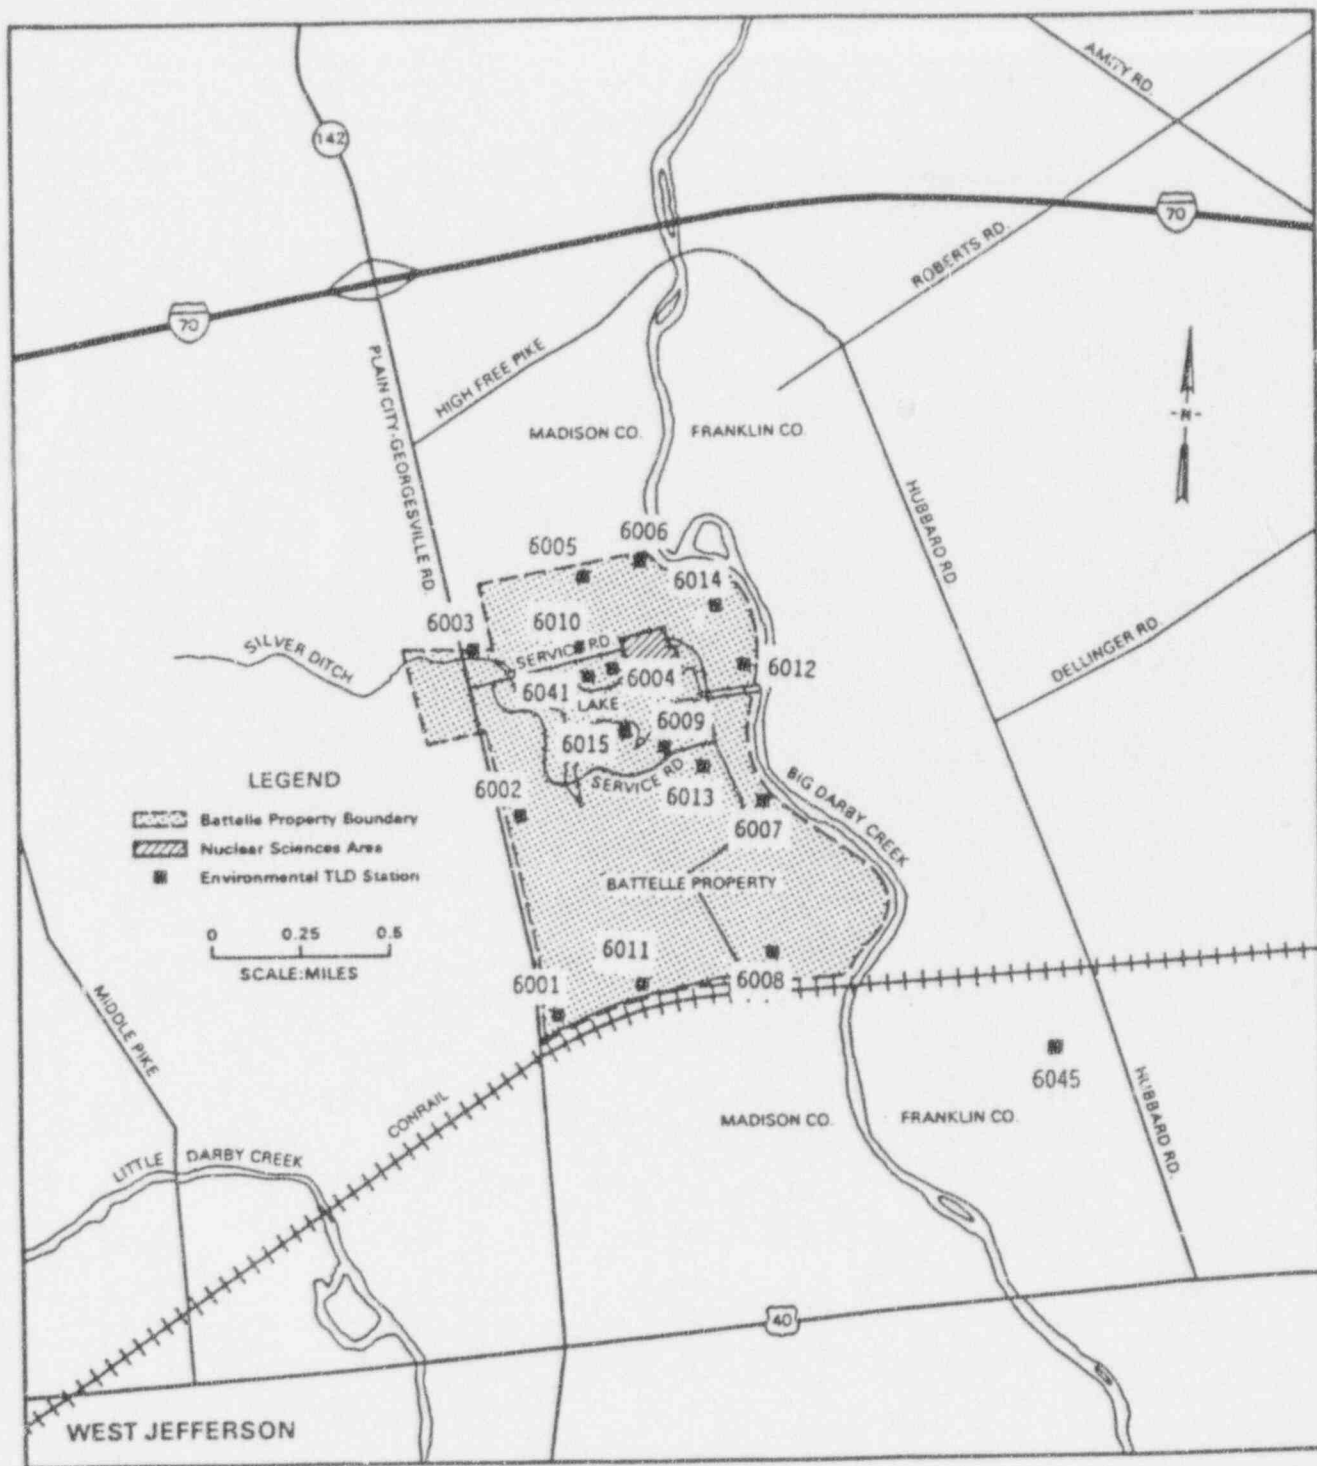 AMITY RD.
142
70
ROBERTS RD.
70
PLAIN CITY-GEORGESVILLE RD.
HIGH FREE PIKE
MADISON CO.
FRANKLIN CO.
-N-
HUBBARD RD
6006
6005
6014
6003
6010
SILVER DITCH
SERVICE RD
6012
DELLINGER RD.
6041
6004
LAKE
6009
6015
LEGEND
SERVICE RD
6002
6013
BIG DARBY CREEK
Battelle Property Boundary
6007
Nuclear Sciences Area
Environmental TLD Station
BATTELLE PROPERTY
0 0.25 0.5
SCALE:MILES
6011
6001
6008
MIDDLE PIKE
6045
CONRAIL
MADISON CO.
FRANKLIN CO.
HUBBARD RD.
LITTLE DARBY CREEK
40
WEST JEFFERSON